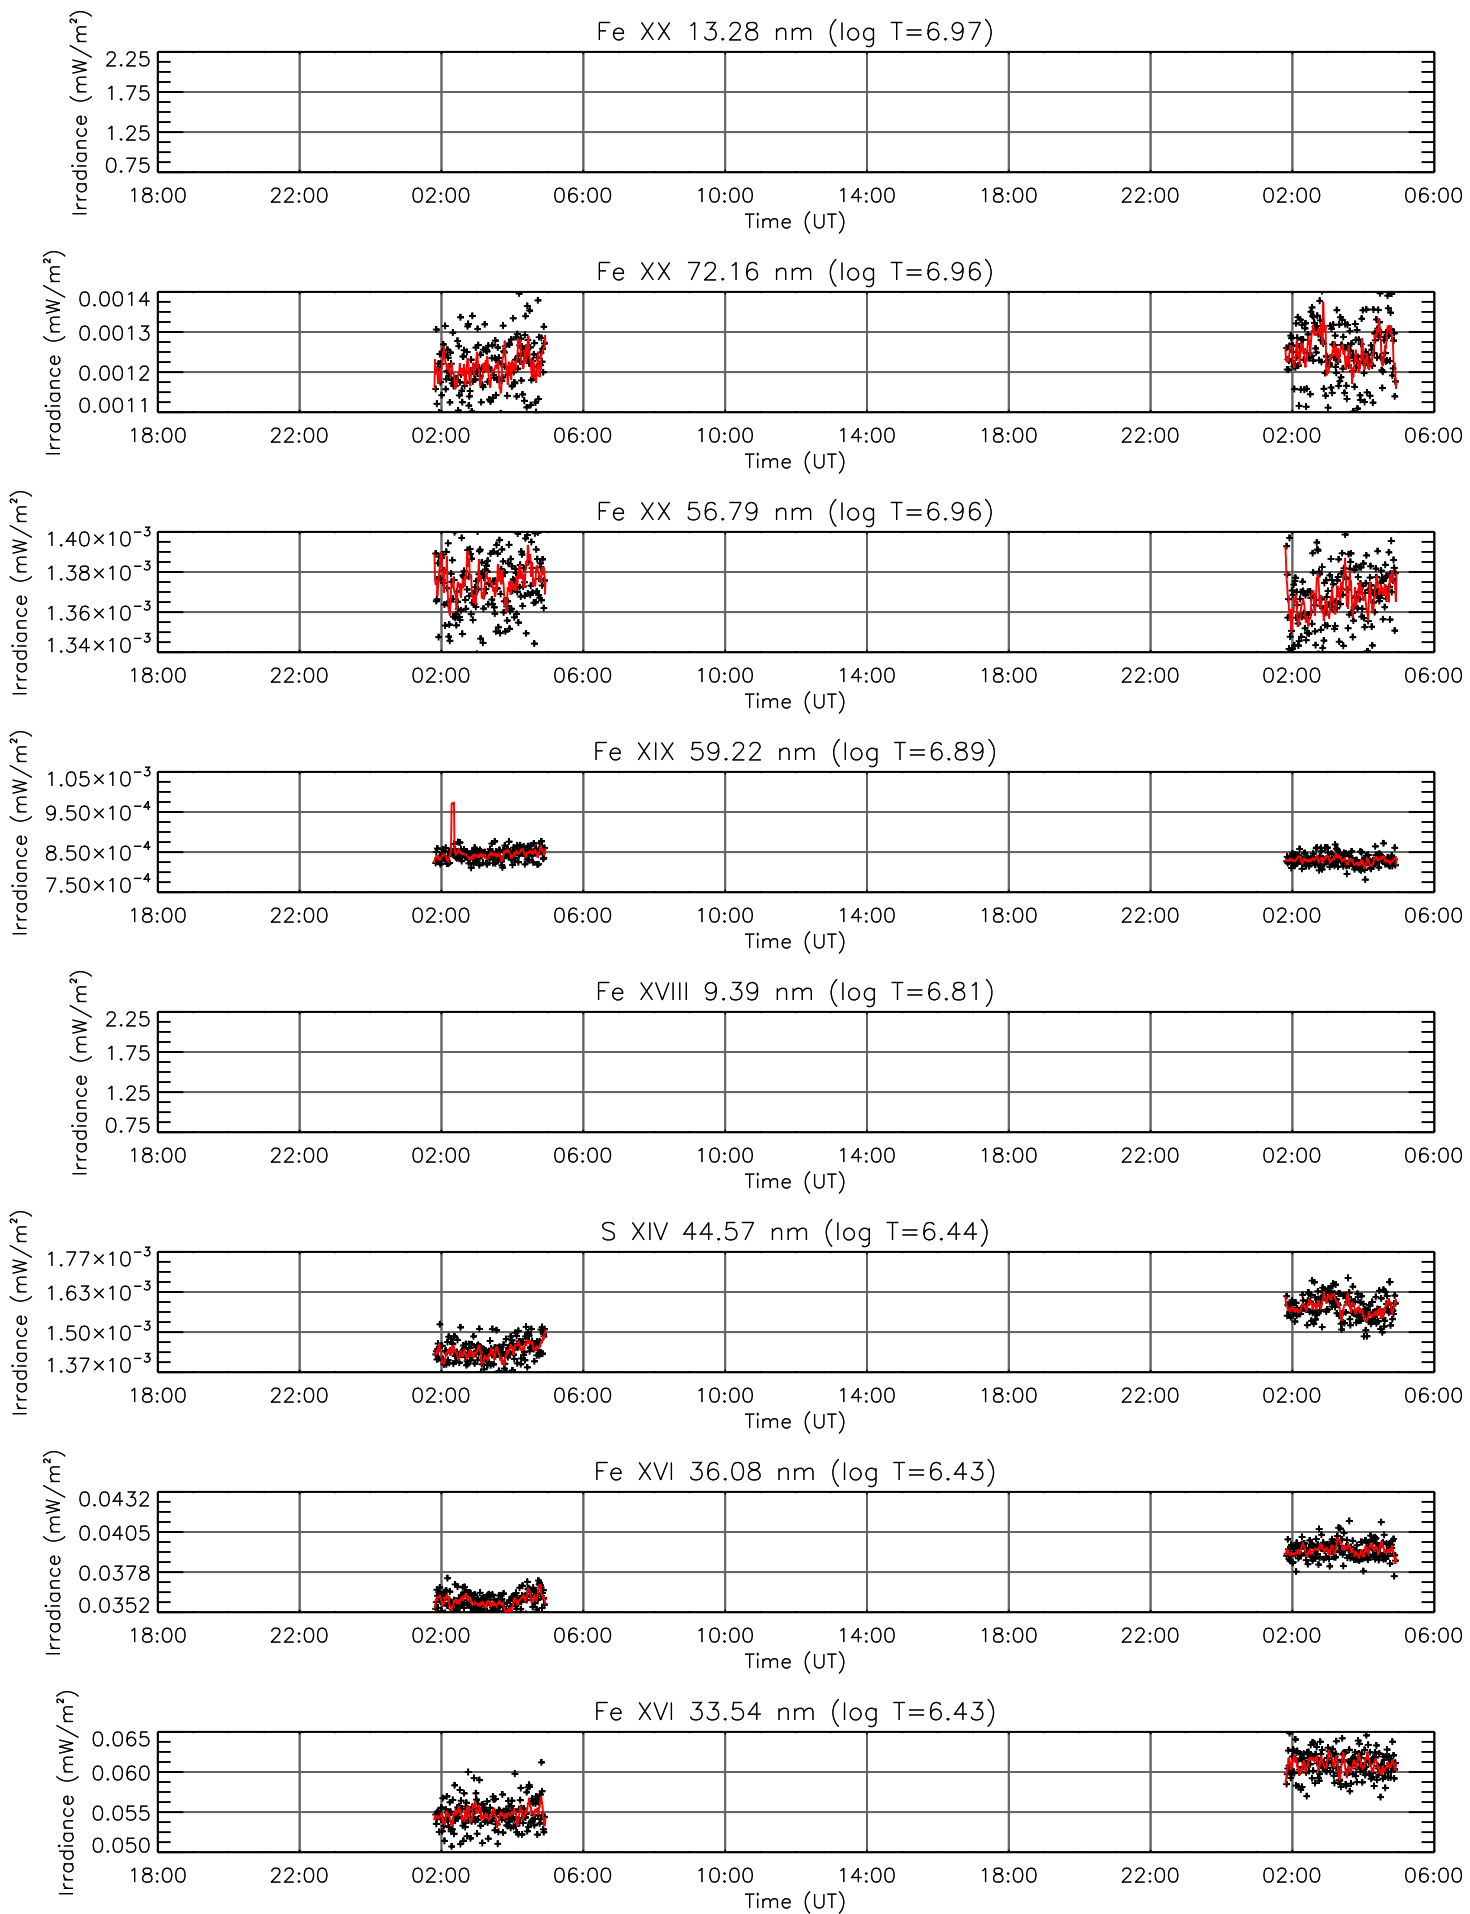 Fe XX 13.28 nm (log T=6.97)
Irradiance (mW/m²)
2.25
1.75
1.25
0.75
18:00 22:00 02:00 06:00 10:00 14:00 18:00 22:00 02:00 06:00
Time (UT)
Fe XX 72.16 nm (log T=6.96)
Irradiance (mW/m²)
0.0014
0.0013
0.0012
0.0011
18:00 22:00 02:00 06:00 10:00 14:00 18:00 22:00 02:00 06:00
Time (UT)
Fe XX 56.79 nm (log T=6.96)
Irradiance (mW/m²)
1.40×10⁻³
1.38×10⁻³
1.36×10⁻³
1.34×10⁻³
18:00 22:00 02:00 06:00 10:00 14:00 18:00 22:00 02:00 06:00
Time (UT)
Fe XIX 59.22 nm (log T=6.89)
Irradiance (mW/m²)
1.05×10⁻³
9.50×10⁻⁴
8.50×10⁻⁴
7.50×10⁻⁴
18:00 22:00 02:00 06:00 10:00 14:00 18:00 22:00 02:00 06:00
Time (UT)
Fe XVIII 9.39 nm (log T=6.81)
Irradiance (mW/m²)
2.25
1.75
1.25
0.75
18:00 22:00 02:00 06:00 10:00 14:00 18:00 22:00 02:00 06:00
Time (UT)
S XIV 44.57 nm (log T=6.44)
Irradiance (mW/m²)
1.77×10⁻³
1.63×10⁻³
1.50×10⁻³
1.37×10⁻³
18:00 22:00 02:00 06:00 10:00 14:00 18:00 22:00 02:00 06:00
Time (UT)
Fe XVI 36.08 nm (log T=6.43)
Irradiance (mW/m²)
0.0432
0.0405
0.0378
0.0352
18:00 22:00 02:00 06:00 10:00 14:00 18:00 22:00 02:00 06:00
Time (UT)
Fe XVI 33.54 nm (log T=6.43)
Irradiance (mW/m²)
0.065
0.060
0.055
0.050
18:00 22:00 02:00 06:00 10:00 14:00 18:00 22:00 02:00 06:00
Time (UT)